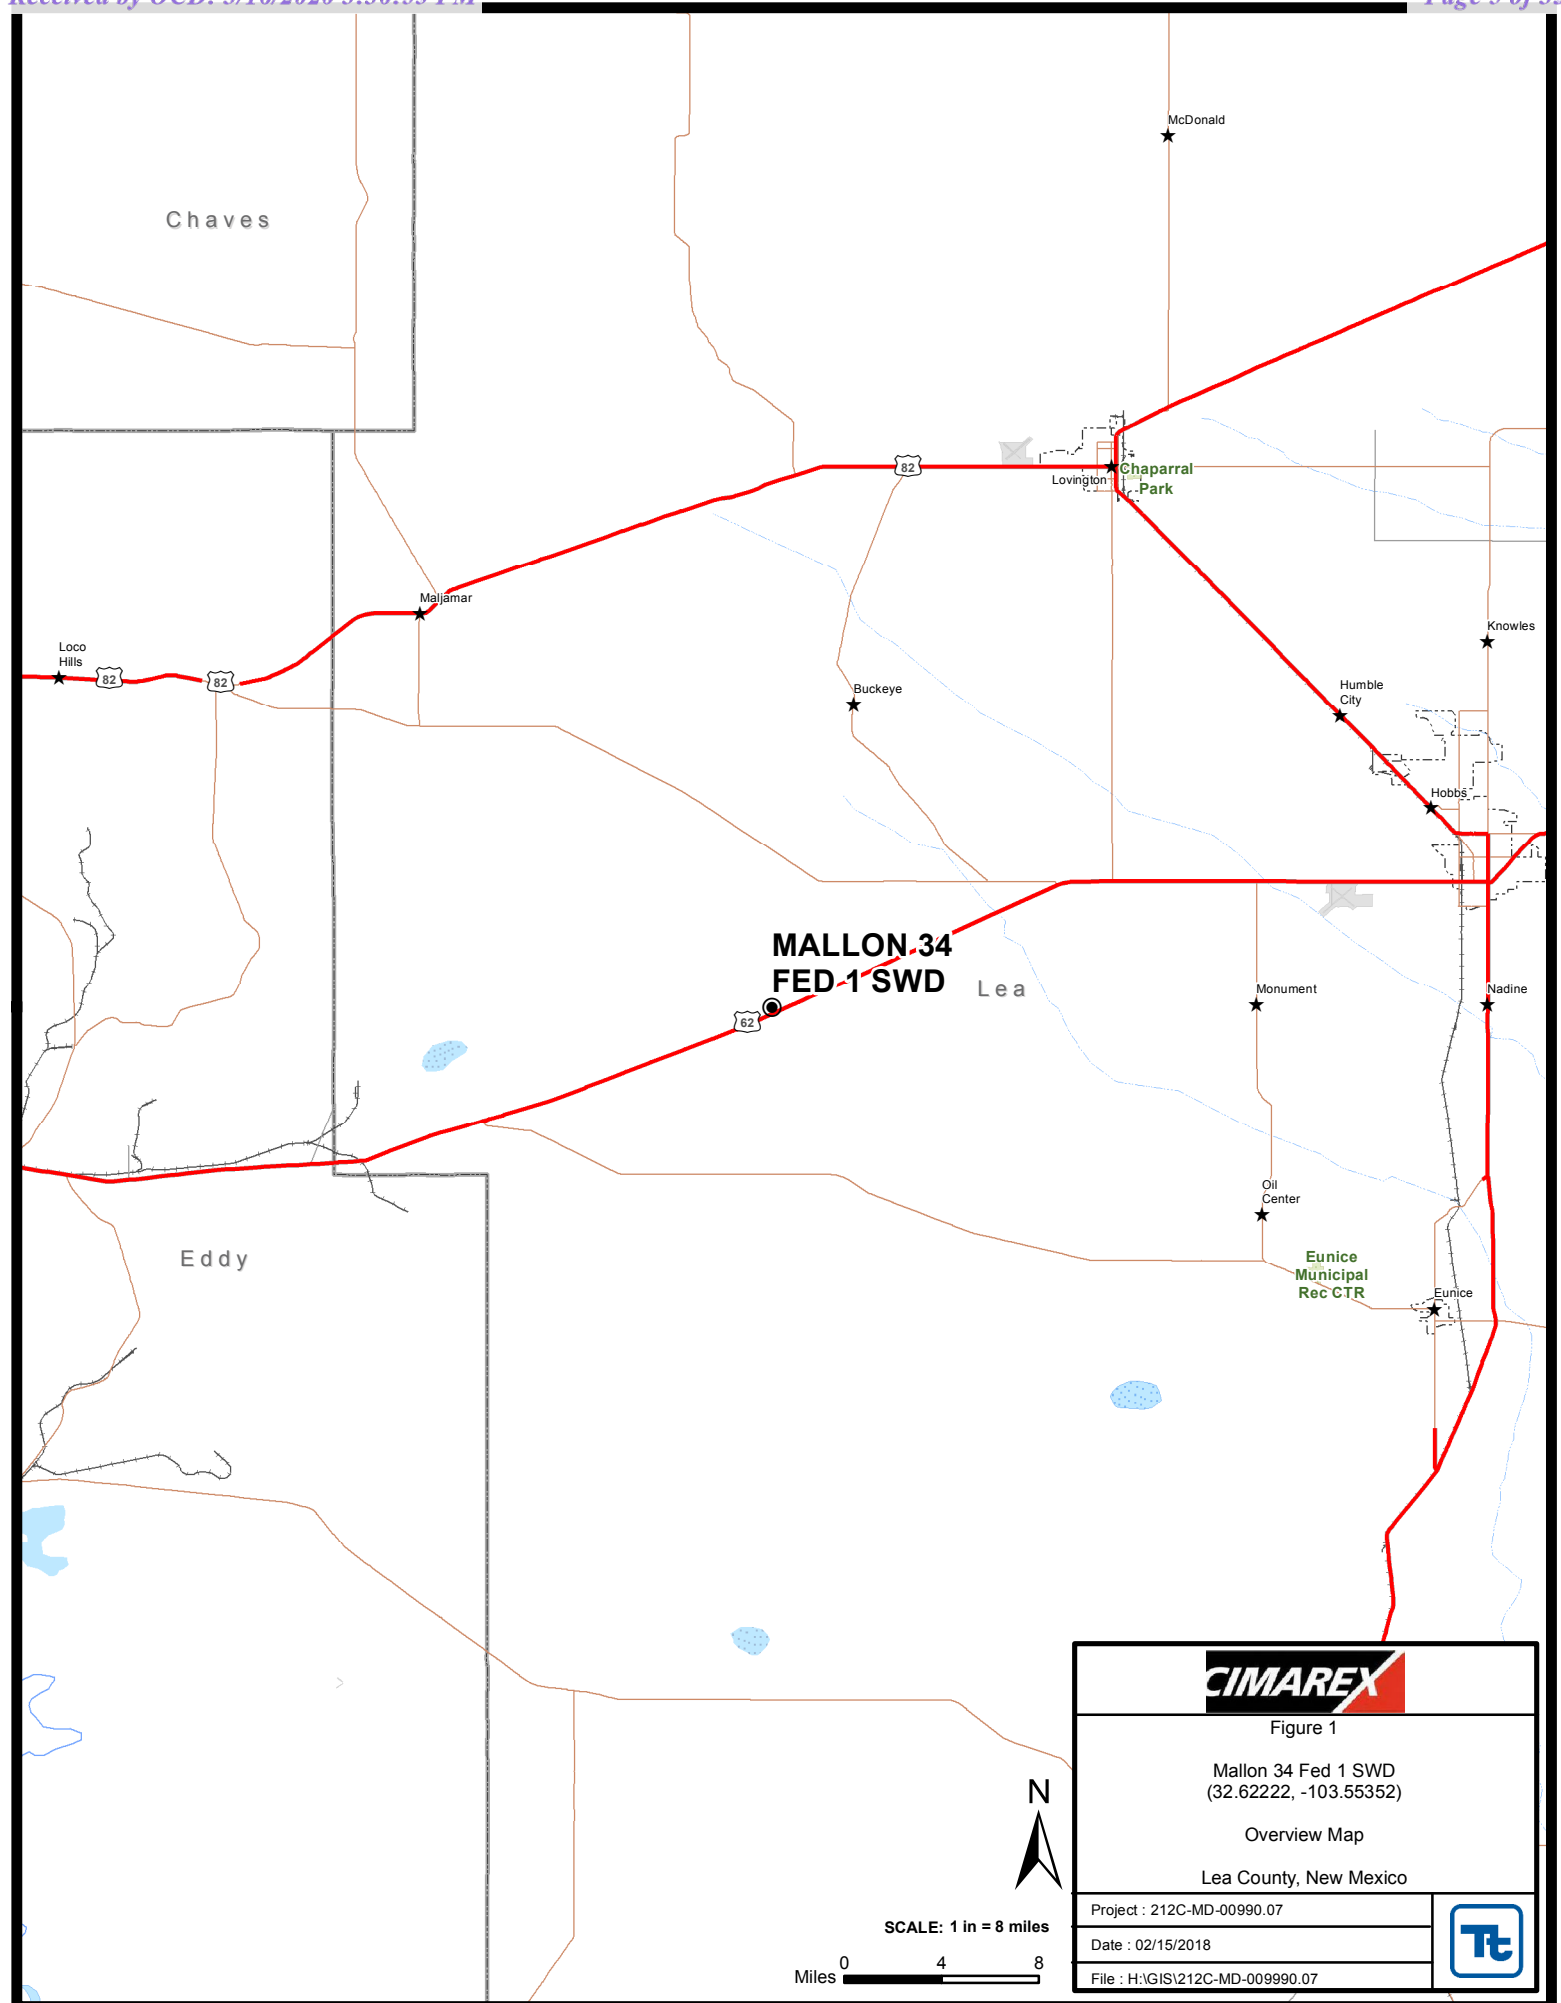 McDonald
Chaves
82
Chaparral
Park
Lovington
Maljamar
Loco
Hills
82
82
Knowles
Humble
City
Buckeye
Hobbs
MALLON 34
FED 1 SWD
Lea
62
Monument
Nadine
Oil
Center
Eddy
Eunice
Municipal
Rec CTR
Eunice
CIMAREX
Figure 1
Mallon 34 Fed 1 SWD
(32.62222, -103.55352)
Overview Map
Lea County, New Mexico
N
SCALE: 1 in = 8 miles
Miles 0 4 8
Project : 212C-MD-00990.07
Date : 02/15/2018
File : H:\GIS\212C-MD-009990.07
Tt